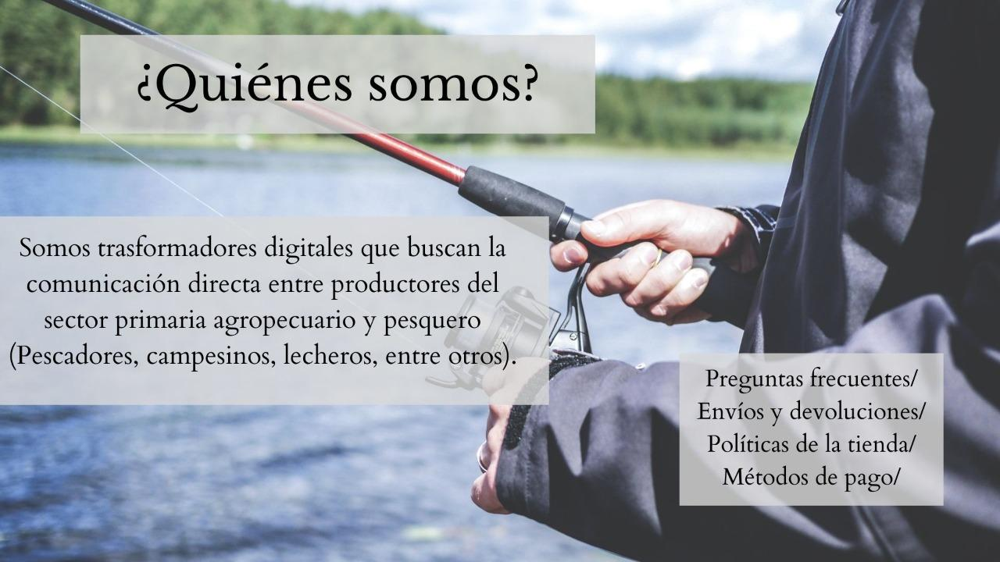 ¿Quiénes somos?
Somos trasformadores digitales que buscan la
comunicación directa entre productores del
sector primaria agropecuario y pesquero
(Pescadores, campesinos, lecheros, entre otros).
Preguntas frecuentes/
Envíos y devoluciones/
Políticas de la tienda/
Métodos de pago/